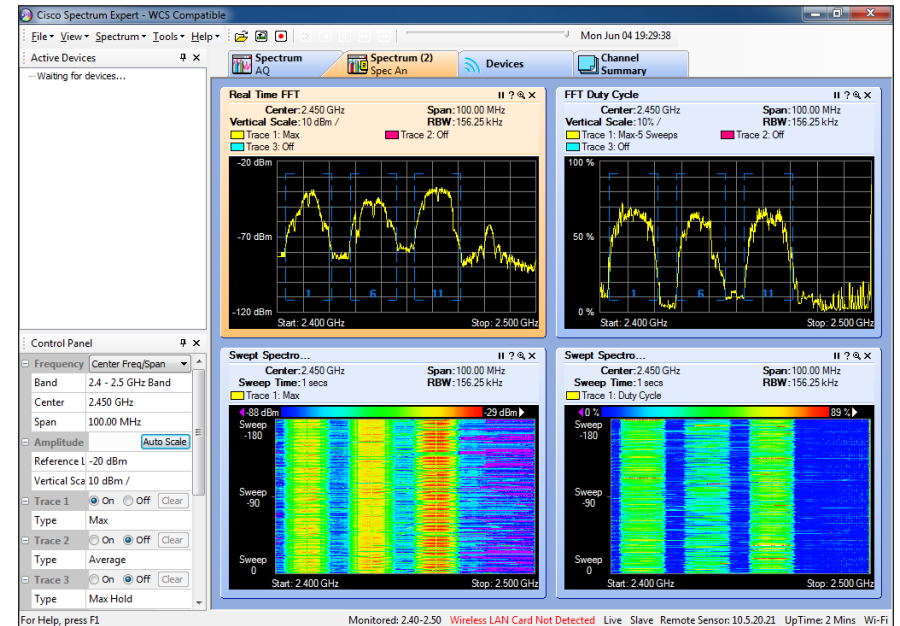 Cisco Spectrum Expert - WCS Compatible
File View Spectrum Tools Help Mon Jun 04 19:29:38
Active Devices
Waiting for devices...
Spectrum
AQ
Spectrum (2)
Spec An
Devices
Channel
Summary
Real Time FFT
Center: 2.450 GHz Span: 100.00 MHz
Vertical Scale: 10 dBm / RBW: 156.25 kHz
Trace 1: Max Trace 2: Off
Trace 3: Off
-20 dBm
-70 dBm
-120 dBm
1 6 11
Start: 2.400 GHz Stop: 2.500 GHz
FFT Duty Cycle
Center: 2.450 GHz Span: 100.00 MHz
Vertical Scale: 10% / RBW: 156.25 kHz
Trace 1: Max-5 Sweeps Trace 2: Off
Trace 3: Off
100 %
50 %
0 %
1 6 11
Start: 2.400 GHz Stop: 2.500 GHz
Control Panel
Frequency Center Freq/Span
Band 2.4 - 2.5 GHz Band
Center 2.450 GHz
Span 100.00 MHz
Amplitude Auto Scale
Reference L -20 dBm
Vertical Sca 10 dBm /
Trace 1 On Off Clear
Type Max
Trace 2 On Off Clear
Type Average
Trace 3 On Off Clear
Type Max Hold
Swept Spectro...
Center: 2.450 GHz Span: 100.00 MHz
Sweep Time: 1 secs RBW: 156.25 kHz
Trace 1: Max
-88 dBm -29 dBm
Sweep
-180
Sweep
-90
Sweep
0
Start: 2.400 GHz Stop: 2.500 GHz
Swept Spectro...
Center: 2.450 GHz Span: 100.00 MHz
Sweep Time: 1 secs RBW: 156.25 kHz
Trace 1: Duty Cycle
0 % 89 %
Sweep
-180
Sweep
-90
Sweep
0
Start: 2.400 GHz Stop: 2.500 GHz
For Help, press F1 Monitored: 2.40-2.50 Wireless LAN Card Not Detected Live Slave Remote Sensor: 10.5.20.21 UpTime: 2 Mins Wi-Fi